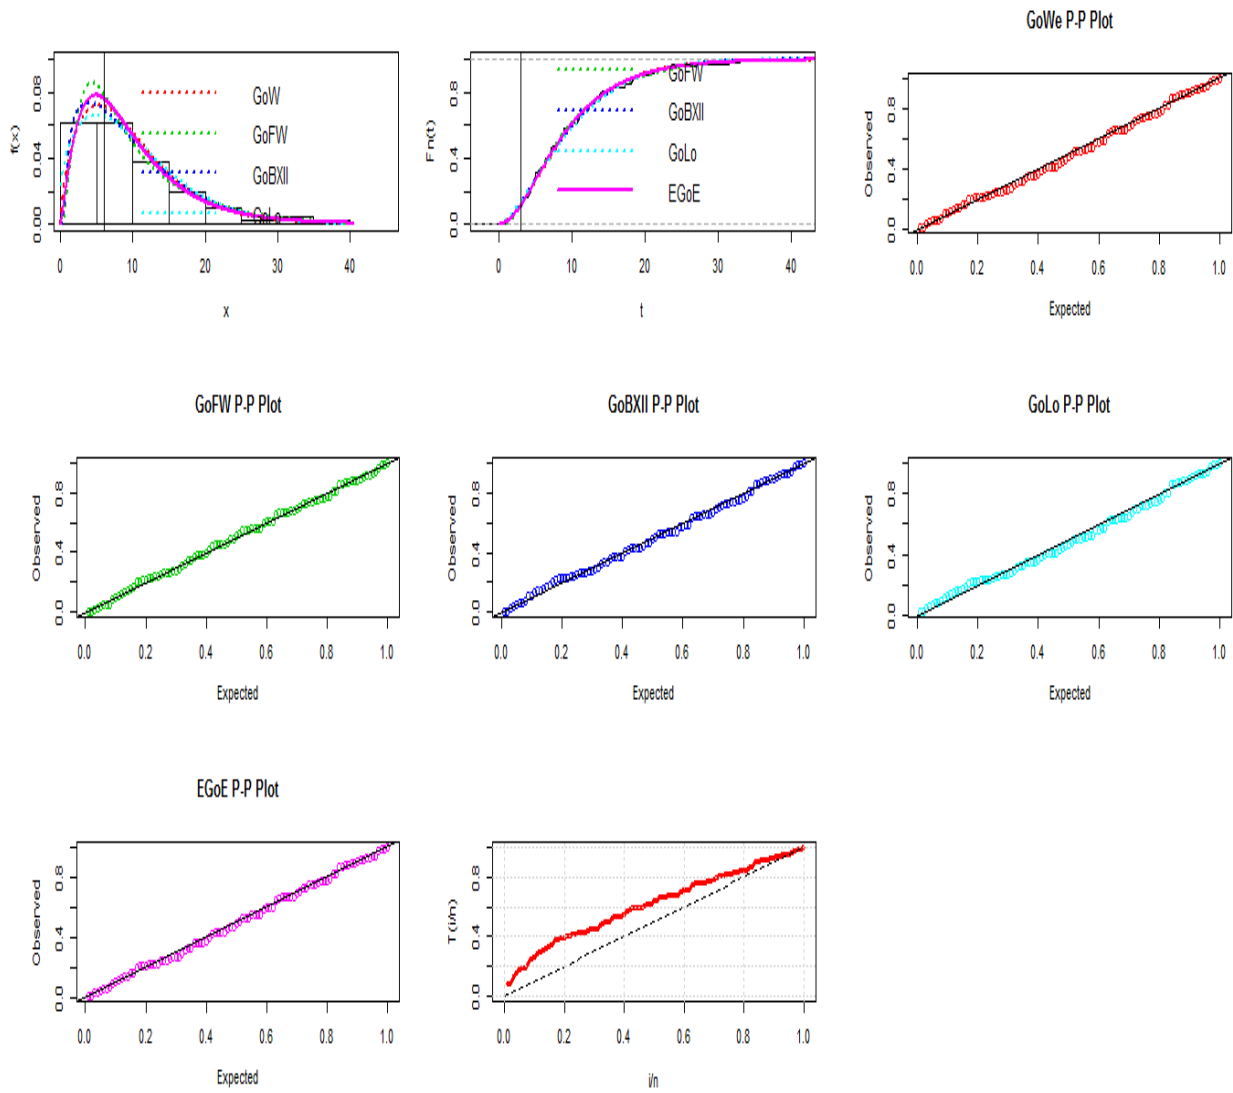 GoWe P-P Plot
f(x)
0.00 0.04 0.08
GoW
GoFW
GoBXII
GoLo
0 10 20 30 40
x
Fn(t)
0.0 0.4 0.8
GoFW
GoBXII
GoLo
EGoE
0 10 20 30 40
t
Observed
0.0 0.4 0.8
0.0 0.2 0.4 0.6 0.8 1.0
Expected
GoFW P-P Plot
GoBXII P-P Plot
GoLo P-P Plot
Observed
0.0 0.4 0.8
0.0 0.2 0.4 0.6 0.8 1.0
Expected
Observed
0.0 0.4 0.8
0.0 0.2 0.4 0.6 0.8 1.0
Expected
Observed
0.0 0.4 0.8
0.0 0.2 0.4 0.6 0.8 1.0
Expected
EGoE P-P Plot
Observed
0.0 0.4 0.8
0.0 0.2 0.4 0.6 0.8 1.0
Expected
T(i/n)
0.0 0.4 0.8
0.0 0.2 0.4 0.6 0.8 1.0
i/n